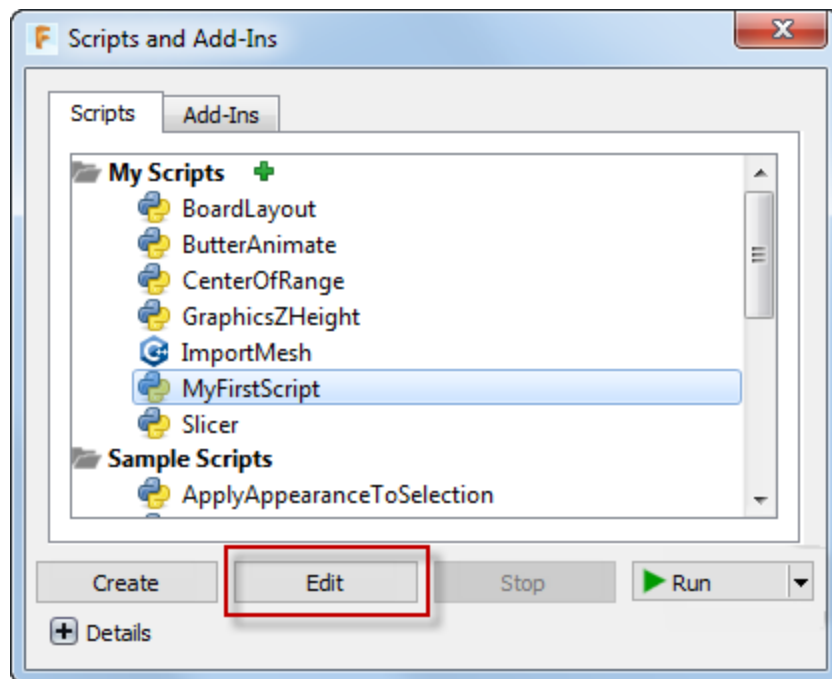 Scripts and Add-Ins
Scripts Add-Ins
My Scripts
BoardLayout
ButterAnimate
CenterOfRange
GraphicsZHeight
ImportMesh
MyFirstScript
Slicer
Sample Scripts
ApplyAppearanceToSelection
Create Edit Stop Run
Details